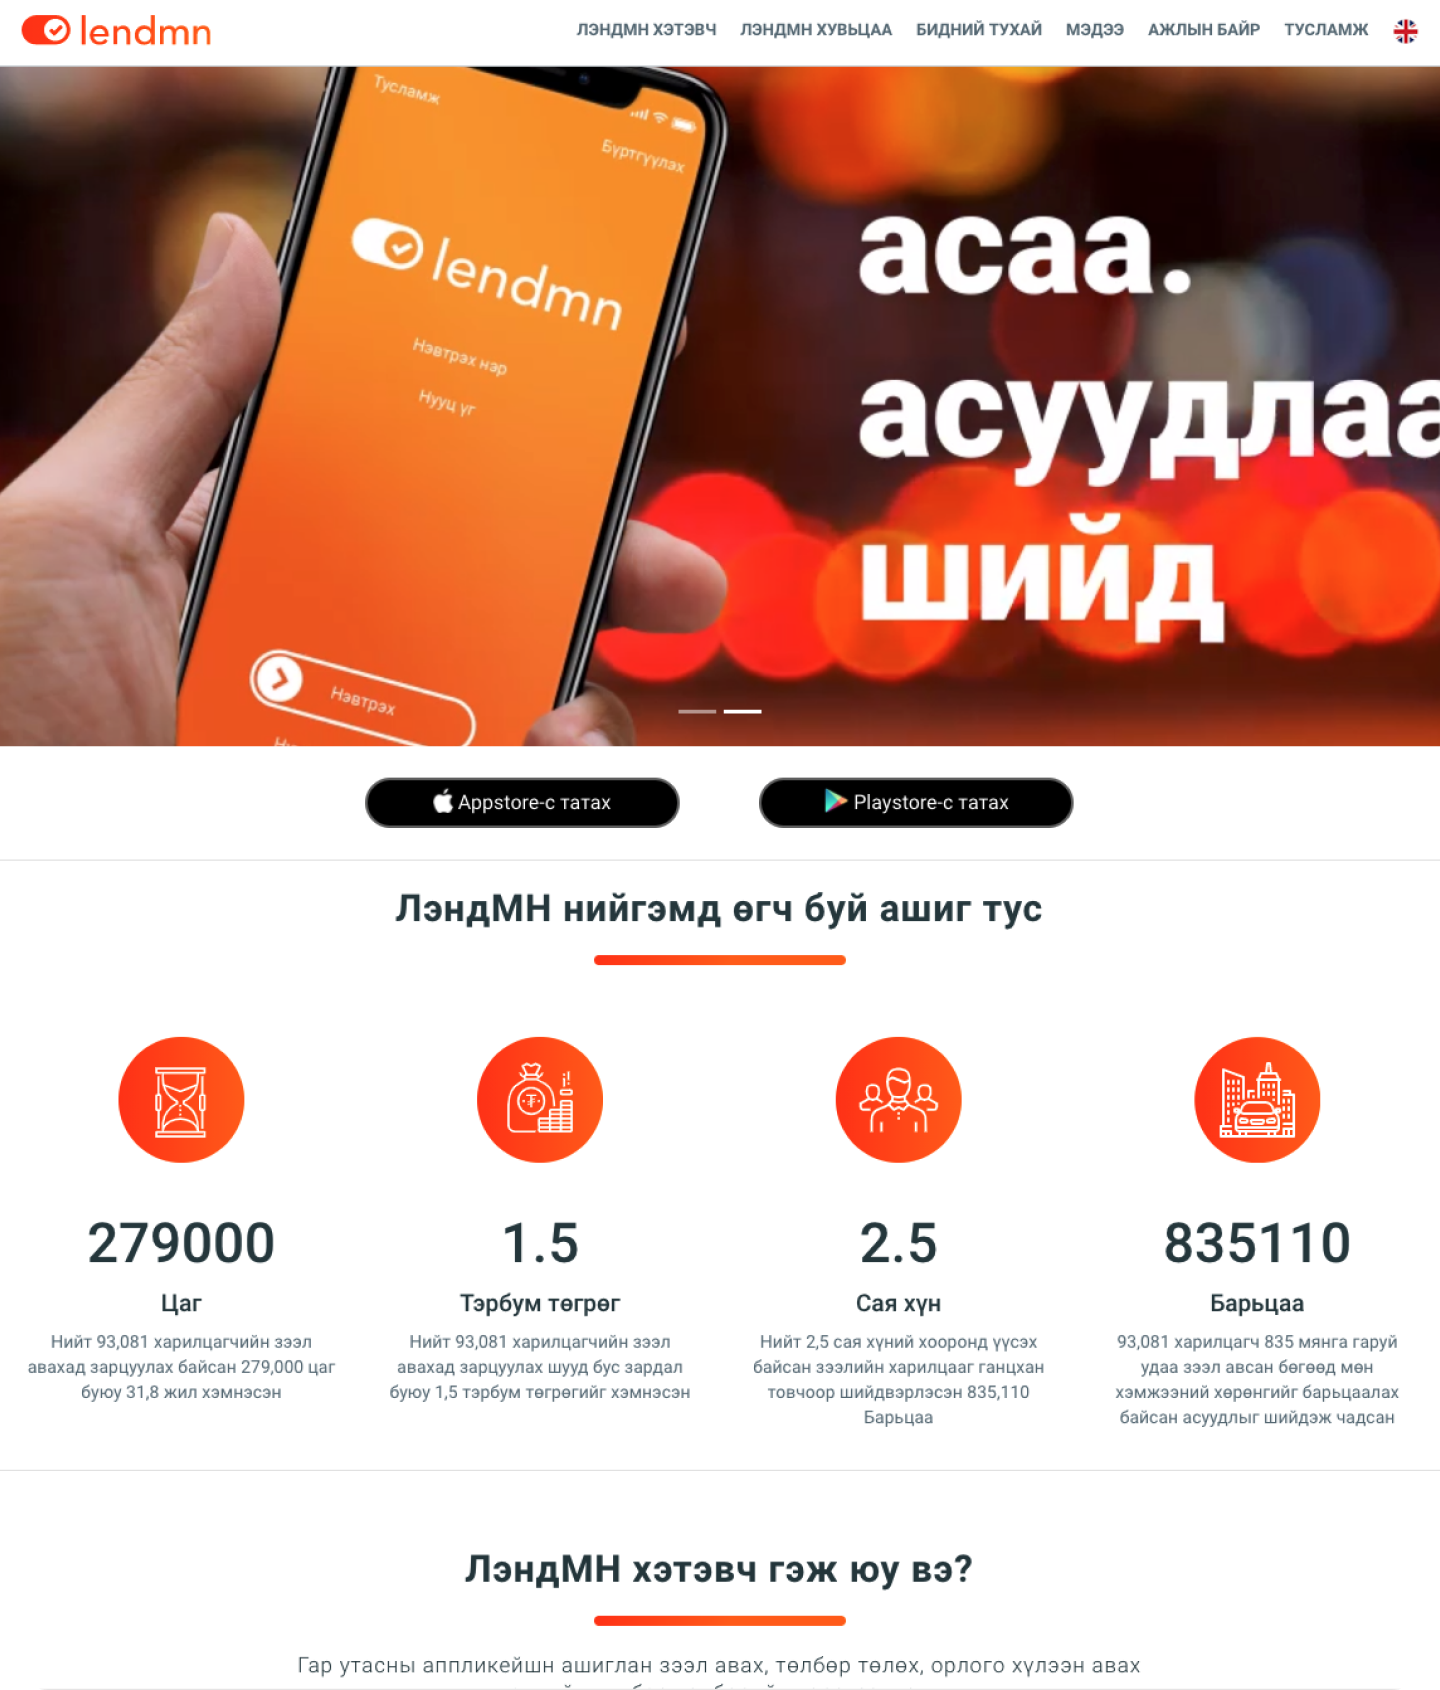 lendmn
ЛЭНДМН ХЭТЭВЧ ЛЭНДМН ХУВЬЦАА БИДНИЙ ТУХАЙ МЭДЭЭ АЖЛЫН БАЙР ТУСЛАМЖ
Тусламж
Бүртгүүлэх
lendmn
Нэвтрэх нэр
Нууц үг
Нэвтрэх
асаа.
асуудлаа
шийд
Appstore-с татах
Playstore-с татах
ЛэндМН нийгэмд өгч буй ашиг тус
279000
Цаг
Нийт 93,081 харилцагчийн зээл
авахад зарцуулах байсан 279,000 цаг
буюу 31,8 жил хэмнэсэн
1.5
Тэрбум төгрөг
Нийт 93,081 харилцагчийн зээл
авахад зарцуулах шууд бус зардал
буюу 1,5 тэрбум төгрөгийг хэмнэсэн
2.5
Сая хүн
Нийт 2,5 сая хүний хооронд үүсэх
байсан зээлийн харилцааг ганцхан
товчоор шийдвэрлэсэн 835,110
Барьцаа
835110
Барьцаа
93,081 харилцагч 835 мянга гаруй
удаа зээл авсан бөгөөд мөн
хэмжээний хөрөнгийг барьцаалах
байсан асуудлыг шийдэж чадсан
ЛэндМН хэтэвч гэж юу вэ?
Гар утасны аппликейшн ашиглан зээл авах, төлбөр төлөх, орлого хүлээн авах